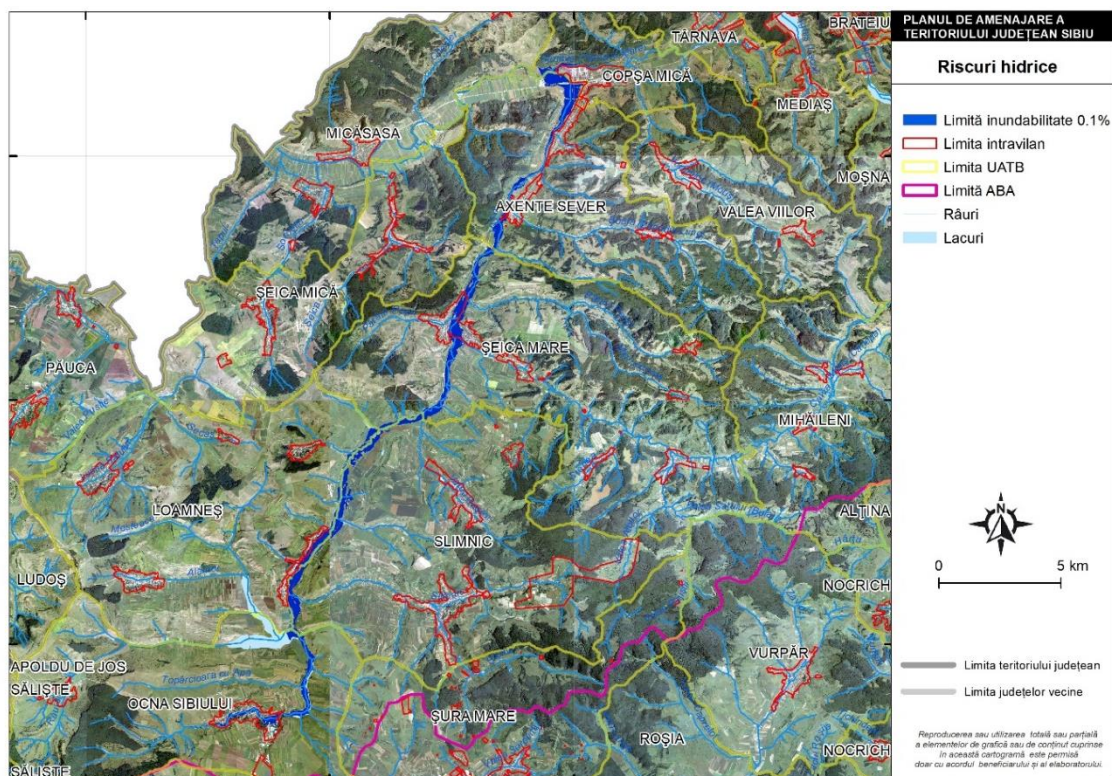 PLANUL DE AMENAJARE A
TERITORIULUI JUDEȚEAN SIBIU
Riscuri hidrice
Limită inundabilitate 0.1%
Limita intravilan
Limita UATB
Limită ABA
Râuri
Lacuri
N
0
5 km
Limita teritoriului județean
Limita județelor vecine
Reproducerea sau utilizarea totală sau parțială
a elementelor de grafică sau de conținut cuprinse
în această cartogramă este permisă
doar cu acordul beneficiarului și al elaboratorului.
BRATEIU
TÂRNAVA
COPȘA MICĂ
MEDIAȘ
MICĂSASA
MOȘNA
AXENTE SEVER
VALEA VIILOR
ȘEICA MICĂ
ȘEICA MARE
PĂUCA
MIHĂILENI
LOAMNEȘ
ALȚINA
SLIMNIC
LUDOȘ
NOCRICH
APOLDU DE JOS
VURPĂR
SĂLIȘTE
OCNA SIBIULUI
ȘURA MARE
ROȘIA
NOCRICH
SĂLIȘTE